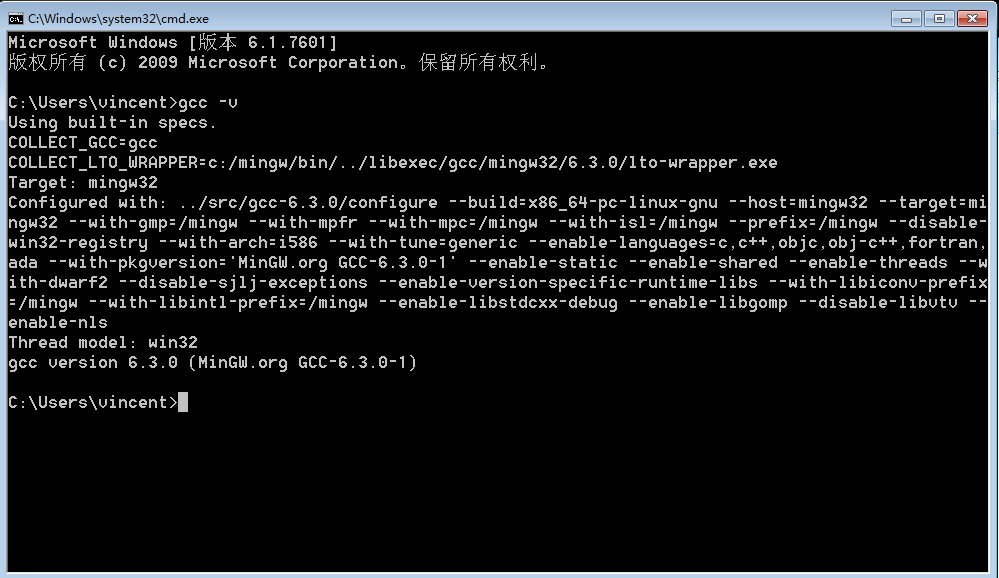 C:\Windows\system32\cmd.exe
Microsoft Windows [版本 6.1.7601]
版权所有 (c) 2009 Microsoft Corporation。保留所有权利。
C:\Users\vincent>gcc -v
Using built-in specs.
COLLECT_GCC=gcc
COLLECT_LTO_WRAPPER=c:/mingw/bin/../libexec/gcc/mingw32/6.3.0/lto-wrapper.exe
Target: mingw32
Configured with: ../src/gcc-6.3.0/configure --build=x86_64-pc-linux-gnu --host=mingw32 --target=mi
ngw32 --with-gmp=/mingw --with-mpfr --with-mpc=/mingw --with-isl=/mingw --prefix=/mingw --disable-
win32-registry --with-arch=i586 --with-tune=generic --enable-languages=c,c++,objc,obj-c++,fortran,
ada --with-pkgversion='MinGW.org GCC-6.3.0-1' --enable-static --enable-shared --enable-threads --w
ith-dwarf2 --disable-sjlj-exceptions --enable-version-specific-runtime-libs --with-libiconv-prefix
=/mingw --with-libintl-prefix=/mingw --enable-libstdcxx-debug --enable-libgomp --disable-libvtv --
enable-nls
Thread model: win32
gcc version 6.3.0 (MinGW.org GCC-6.3.0-1)
C:\Users\vincent>